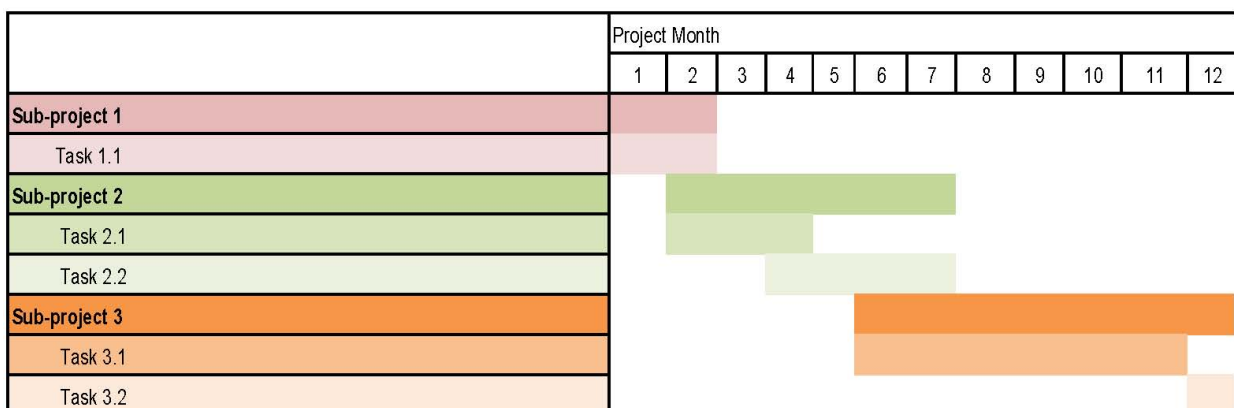 Project Month
1 2 3 4 5 6 7 8 9 10 11 12
Sub-project 1
Task 1.1
Sub-project 2
Task 2.1
Task 2.2
Sub-project 3
Task 3.1
Task 3.2